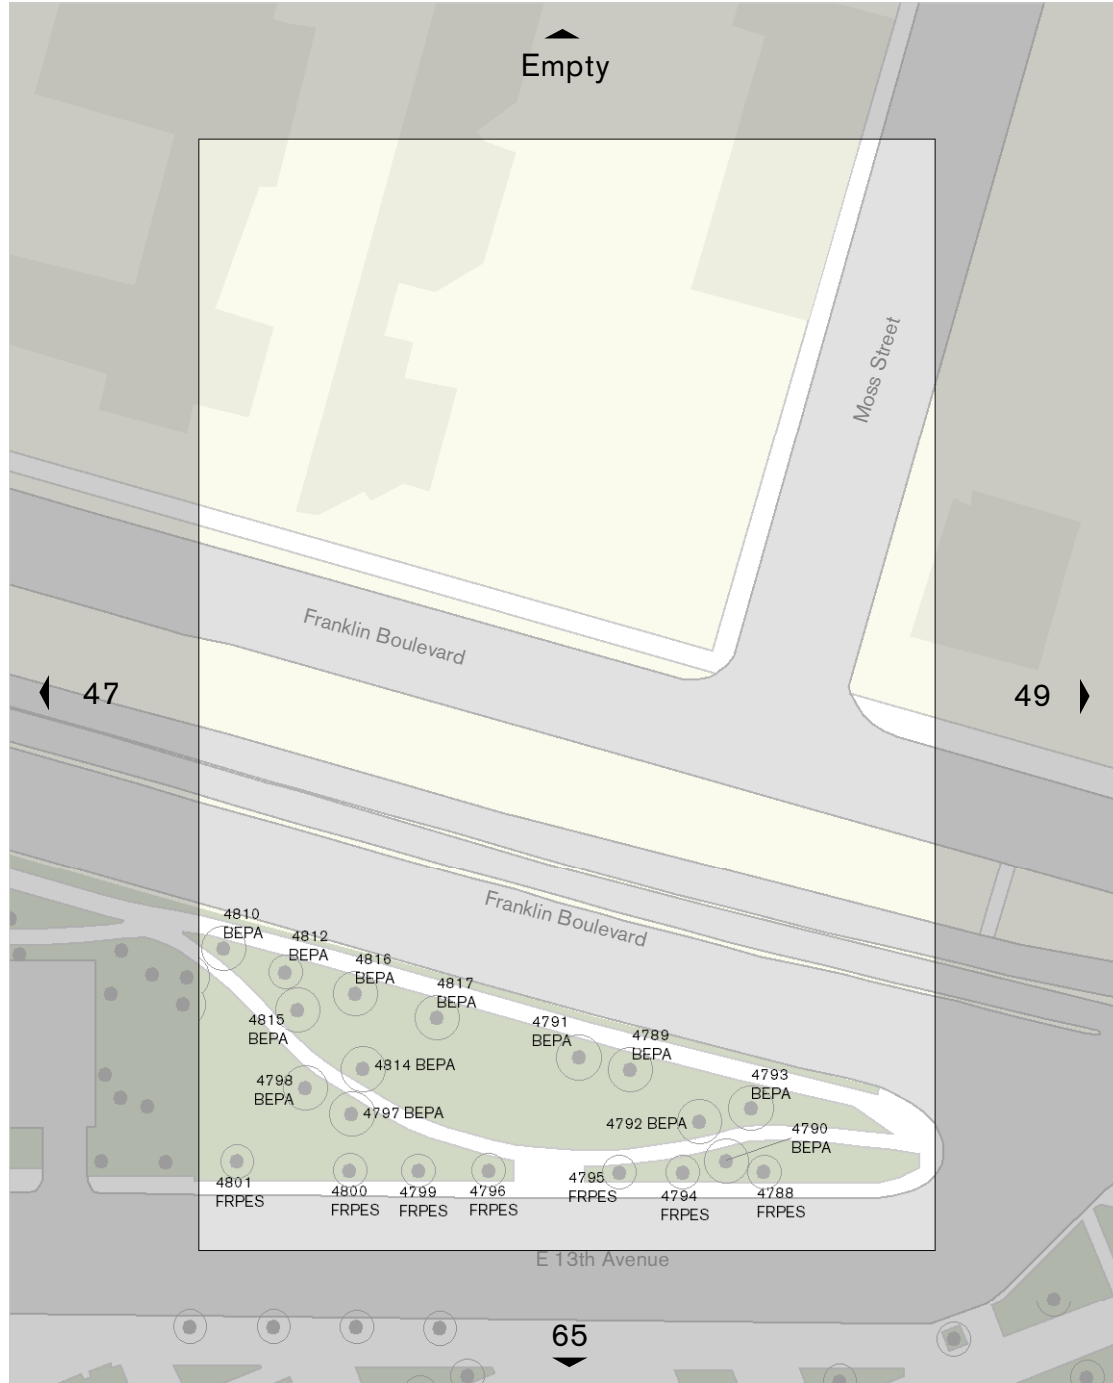 Empty
Moss Street
Franklin Boulevard
47
49
Franklin Boulevard
4810
BEPA
4812
BEPA
4816
BEPA
4817
BEPA
4815
BEPA
4791
BEPA
4789
BEPA
4814 BEPA
4798
BEPA
4793
BEPA
4797 BEPA
4792 BEPA
4790
BEPA
4801
FRPES
4800
FRPES
4799
FRPES
4796
FRPES
4795
FRPES
4794
FRPES
4788
FRPES
E 13th Avenue
65